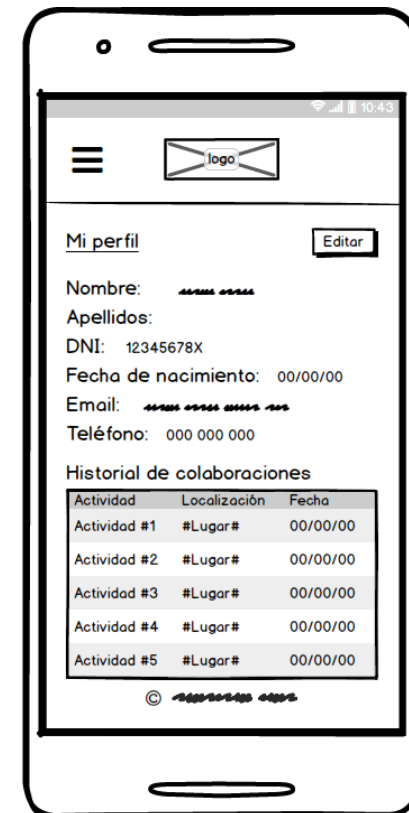 10:43
logo
Mi perfil
Editar
Nombre:
Apellidos:
DNI: 12345678X
Fecha de nacimiento: 00/00/00
Email:
Teléfono: 000 000 000
Historial de colaboraciones
Actividad Localización Fecha
Actividad #1 #Lugar# 00/00/00
Actividad #2 #Lugar# 00/00/00
Actividad #3 #Lugar# 00/00/00
Actividad #4 #Lugar# 00/00/00
Actividad #5 #Lugar# 00/00/00
©